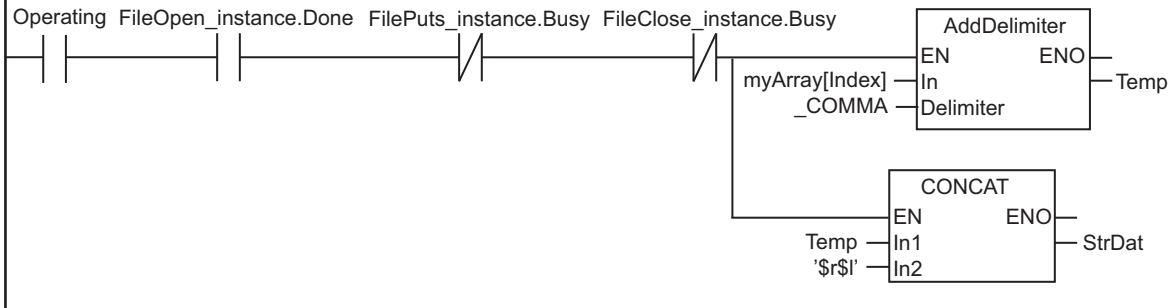 Operating FileOpen_instance.Done FilePuts_instance.Busy FileClose_instance.Busy
AddDelimiter
EN ENO
myArray[Index] In Temp
_COMMA Delimiter
CONCAT
EN ENO
Temp In1 StrDat
'$r$l' In2